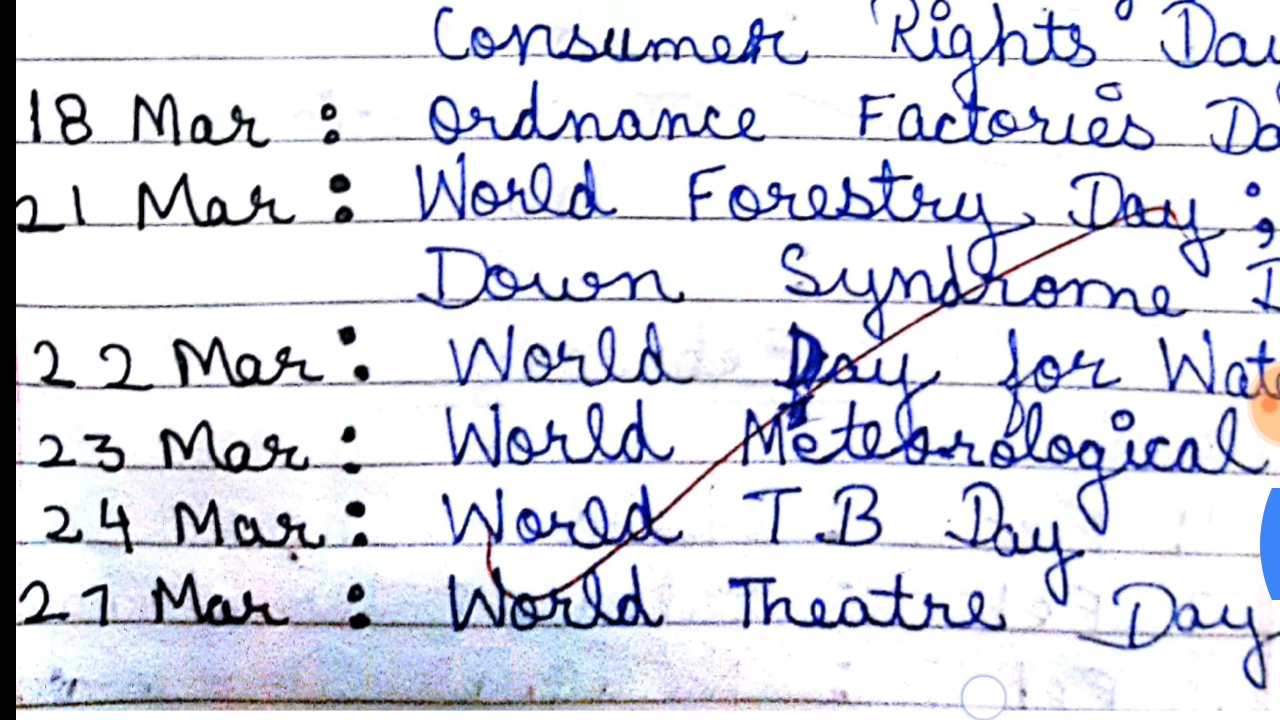 Consumer Rights Day
18 Mar : Ordnance Factories
21 Mar : World Forestry Day ;
Down Syndrome
22 Mar : World Day for
23 Mar : World Meteorological
24 Mar : World T.B Day
27 Mar : World Theatre Day